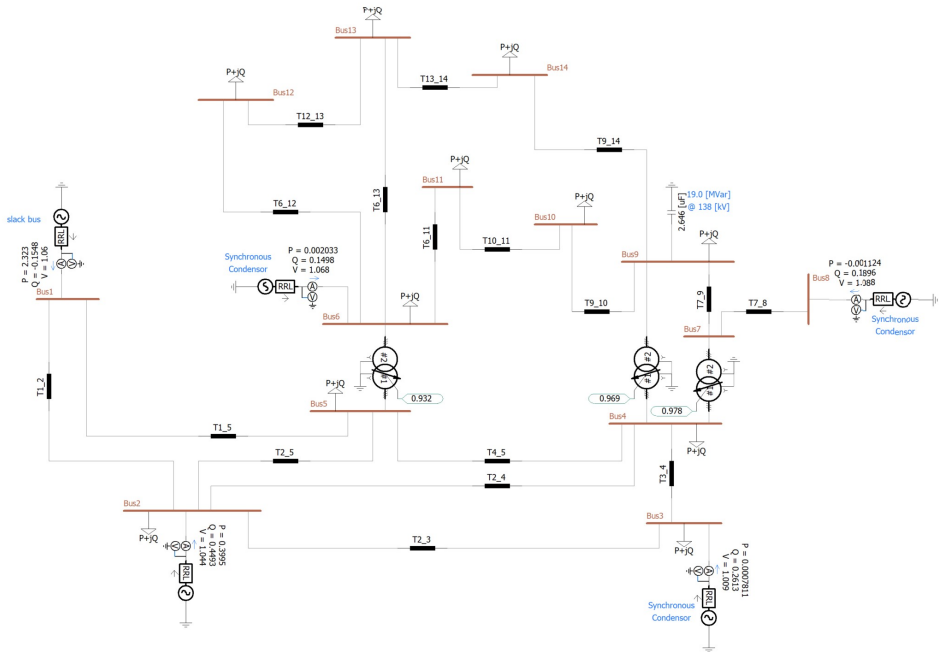 P+jQ
Bus13
P+jQ
Bus14
T13_14
P+jQ
Bus12
T12_13
T9_14
P+jQ
Bus11
P+jQ
Bus10
T6_13
T6_12
T6_11
T10_11
-19.0 [MVar]
@ 138 [kV]
2.646 [uF]
P+jQ
slack bus
RRL
A
V
P = 2.323
Q = -0.1548
V = 1.06
Bus1
Synchronous
Condensor
P = 0.002033
Q = 0.1498
V = 1.068
RRL
A
V
Bus6
P+jQ
Bus9
T9_10
T7_9
T7_8
Bus7
P = -0.001124
Q = 0.1896
V = 1.088
Bus8
A
V
RRL
Synchronous
Condensor
#2
#1
0.932
#2
#1
0.969
#2
#1
0.978
T1_2
P+jQ
Bus5
Bus4
P+jQ
T1_5
T2_5
T4_5
T2_4
T3_4
Bus2
P+jQ
V
A
RRL
P = 0.3995
Q = 0.4493
V = 1.044
T2_3
Bus3
P+jQ
V
A
RRL
P = 0.0007811
Q = 0.2613
V = 1.009
Synchronous
Condensor